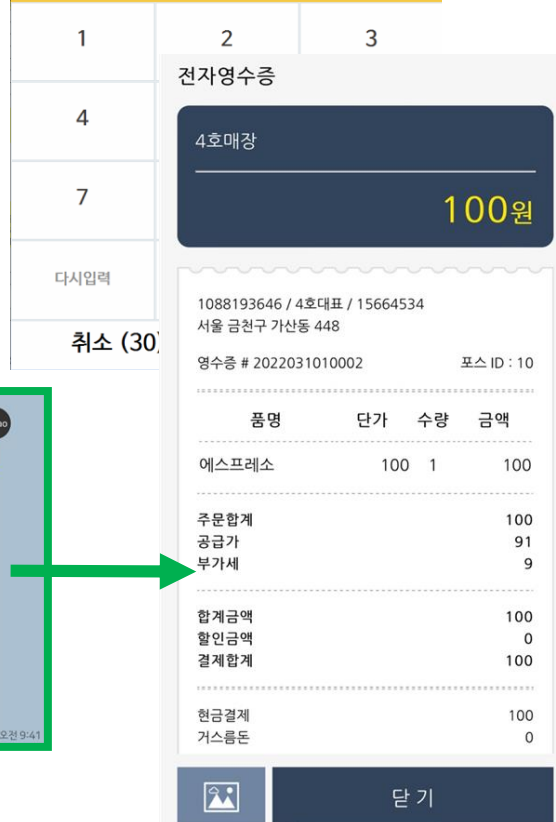 1 2 3
4
7
다시입력
취소 (30)
전자영수증
4호매장
100원
1088193646 / 4호대표 / 15664534
서울 금천구 가산동 448
영수증 # 2022031010002 포스 ID : 10
품명 단가 수량 금액
에스프레소 100 1 100
주문합계 100
공급가 91
부가세 9
합계금액 100
할인금액 0
결제합계 100
현금결제 100
거스름돈 0
닫 기
오전 9:41